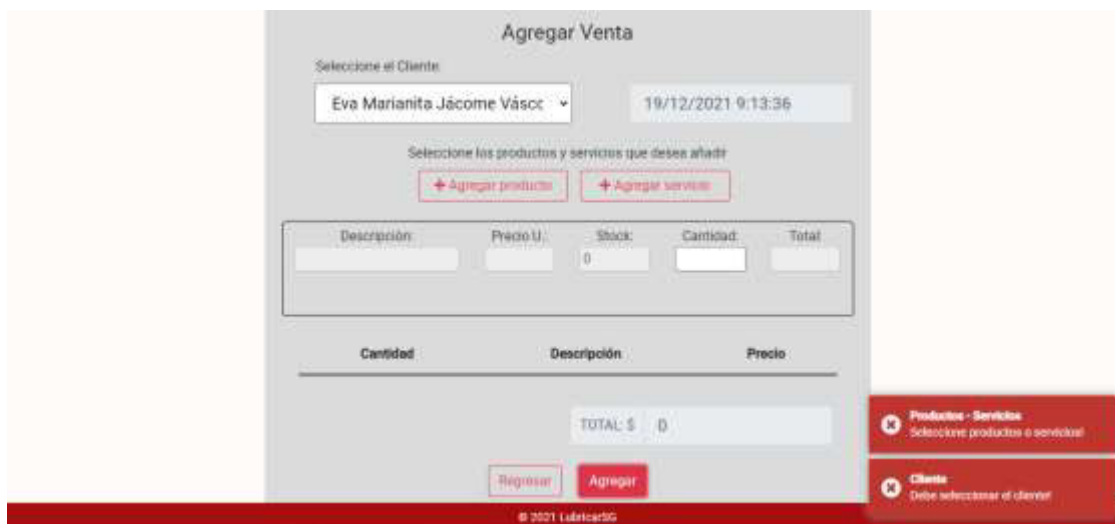 Agregar Venta
Seleccione el Cliente:
Eva Marianita Jácome Vásco
19/12/2021 9:13:36
Seleccione los productos y servicios que desea añadir
+ Agregar producto
+ Agregar servicio
Descripción: Precio U.: Stock: Cantidad: Total:
0
Cantidad Descripción Precio
TOTAL: $ 0
Productos - Servicios
Seleccione productos o servicios!
Regresar Agregar
Cliente
Debe seleccionar el cliente!
© 2021 LubricarSG